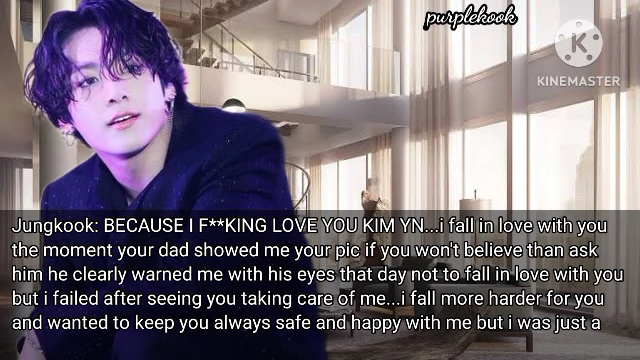 purplekook
KINEMASTER
Jungkook: BECAUSE I F**KING LOVE YOU KIM YN...i fall in love with you
the moment your dad showed me your pic if you won't believe than ask
him he clearly warned me with his eyes that day not to fall in love with you
but i failed after seeing you taking care of me...i fall more harder for you
and wanted to keep you always safe and happy with me but i was just a